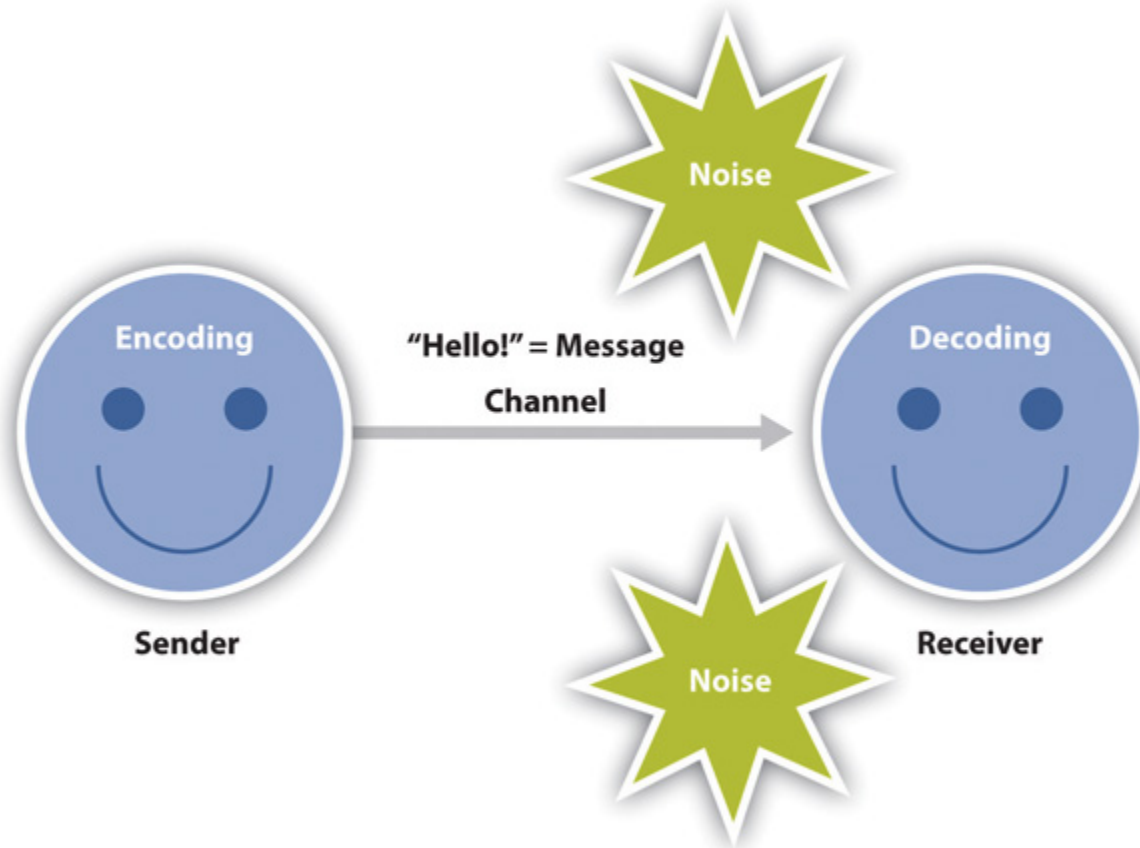 Noise
Encoding
“Hello!” = Message
Channel
Decoding
Sender
Receiver
Noise